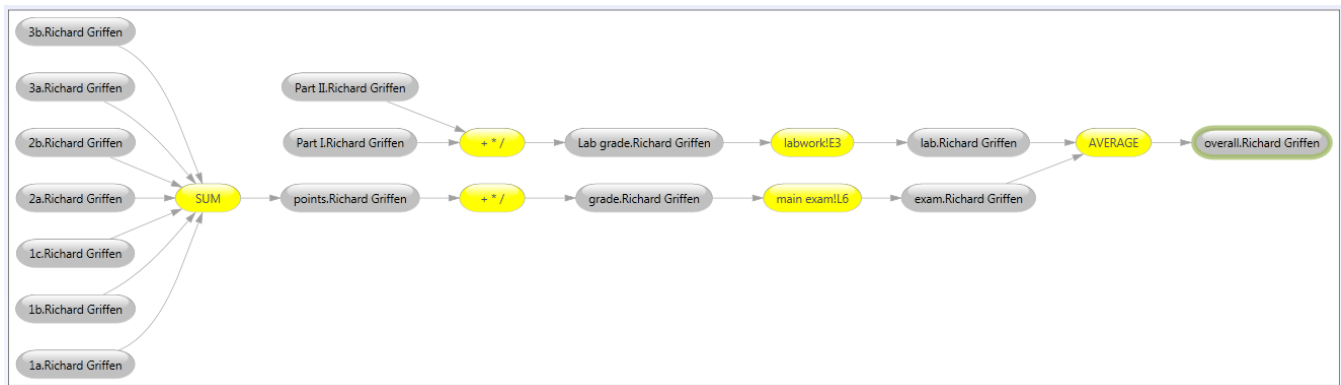 3b.Richard Griffen
3a.Richard Griffen
Part II.Richard Griffen
2b.Richard Griffen
Part I.Richard Griffen
+ * /
Lab grade.Richard Griffen
labwork!E3
lab.Richard Griffen
AVERAGE
overall.Richard Griffen
2a.Richard Griffen
SUM
points.Richard Griffen
+ * /
grade.Richard Griffen
main exam!L6
exam.Richard Griffen
1c.Richard Griffen
1b.Richard Griffen
1a.Richard Griffen